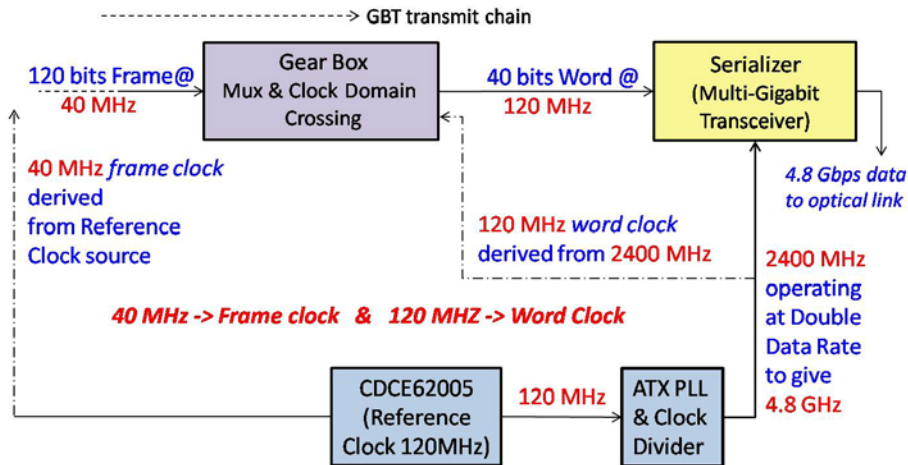 GBT transmit chain
120 bits Frame@
40 MHz
Gear Box
Mux & Clock Domain
Crossing
40 bits Word @
120 MHz
Serializer
(Multi-Gigabit
Transceiver)
4.8 Gbps data
to optical link
40 MHz frame clock
derived
from Reference
Clock source
120 MHz word clock
derived from 2400 MHz
2400 MHz
operating
at Double
Data Rate
to give
4.8 GHz
40 MHz -> Frame clock & 120 MHZ -> Word Clock
CDCE62005
(Reference
Clock 120MHz)
120 MHz
ATX PLL
& Clock
Divider